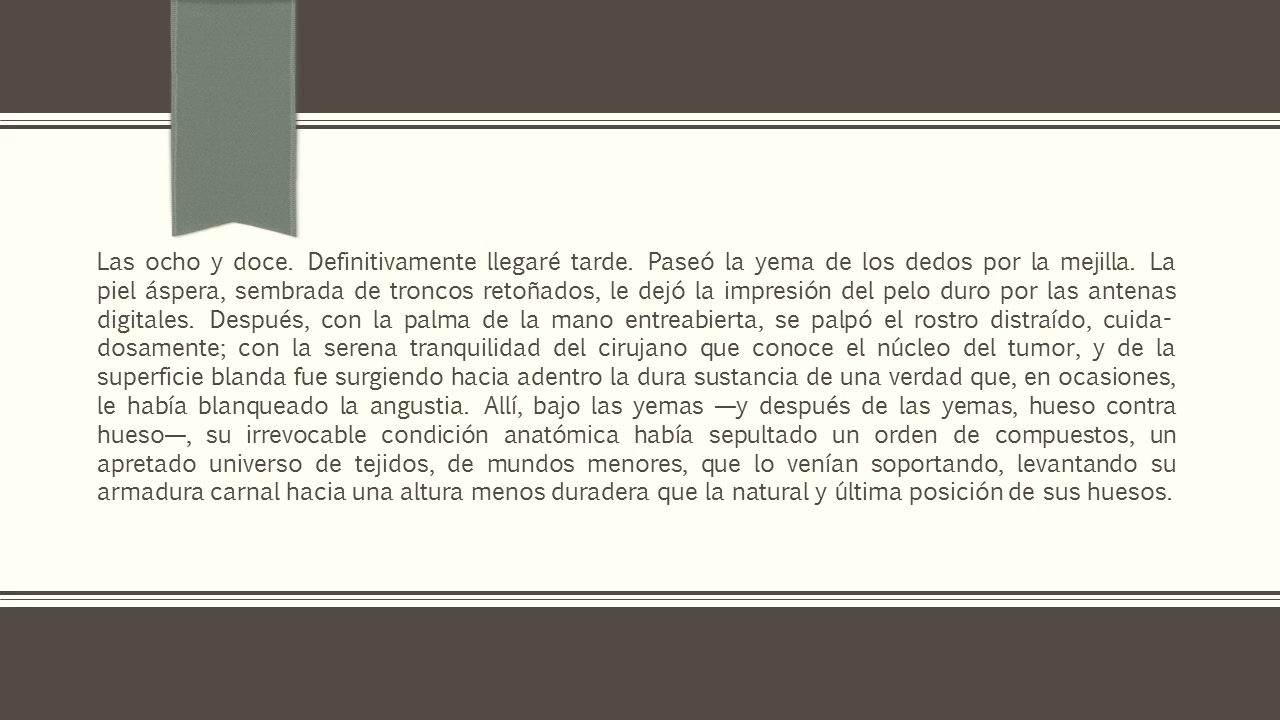 Las ocho y doce. Definitivamente llegaré tarde. Paseó la yema de los dedos por la mejilla. La
piel áspera, sembrada de troncos retoñados, le dejó la impresión del pelo duro por las antenas
digitales. Después, con la palma de la mano entreabierta, se palpó el rostro distraído, cuida-
dosamente; con la serena tranquilidad del cirujano que conoce el núcleo del tumor, y de la
superficie blanda fue surgiendo hacia adentro la dura sustancia de una verdad que, en ocasiones,
le había blanqueado la angustia. Allí, bajo las yemas —y después de las yemas, hueso contra
hueso—, su irrevocable condición anatómica había sepultado un orden de compuestos, un
apretado universo de tejidos, de mundos menores, que lo venían soportando, levantando su
armadura carnal hacia una altura menos duradera que la natural y última posición de sus huesos.